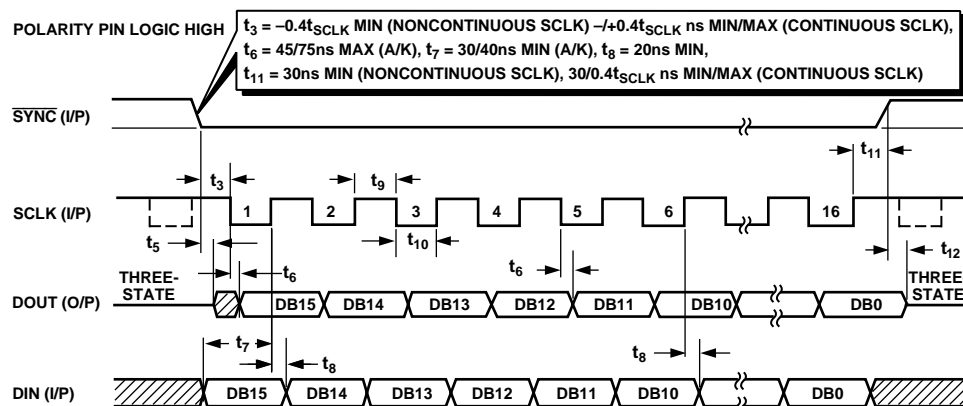 POLARITY PIN LOGIC HIGH
t3 = –0.4tSCLK MIN (NONCONTINUOUS SCLK) –/+0.4tSCLK ns MIN/MAX (CONTINUOUS SCLK),
t6 = 45/75ns MAX (A/K), t7 = 30/40ns MIN (A/K), t8 = 20ns MIN,
t11 = 30ns MIN (NONCONTINUOUS SCLK), 30/0.4tSCLK ns MIN/MAX (CONTINUOUS SCLK)
SYNC (I/P)
t11
t3
t9
SCLK (I/P)
1 2 3 4 5 6 16
t5
t10
t12
t6
t6
THREE-
STATE
THREE-
STATE
DOUT (O/P)
DB15 DB14 DB13 DB12 DB11 DB10 DB0
t7
t8
t8
DIN (I/P)
DB15 DB14 DB13 DB12 DB11 DB10 DB0